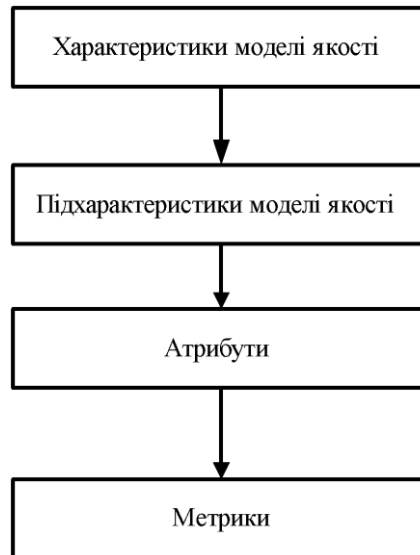 Характеристики моделі якості
Підхарактеристики моделі якості
Атрибути
Метрики